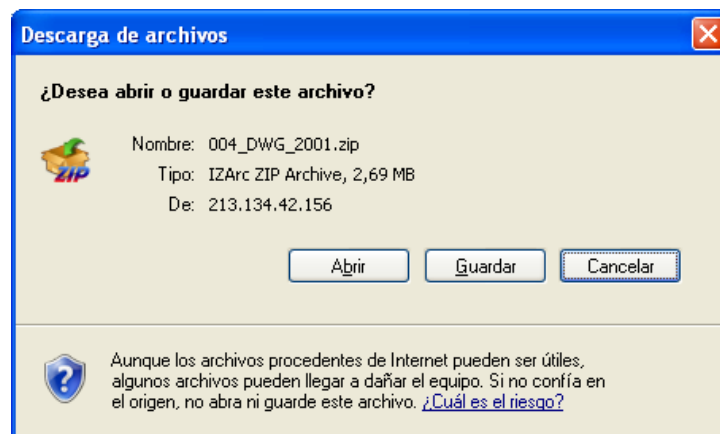 Descarga de archivos
¿Desea abrir o guardar este archivo?
Nombre: 004_DWG_2001.zip
ZIP
Tipo: IZArc ZIP Archive, 2,69 MB
De: 213.134.42.156
Abrir Guardar Cancelar
Aunque los archivos procedentes de Internet pueden ser útiles,
algunos archivos pueden llegar a dañar el equipo. Si no confía en
el origen, no abra ni guarde este archivo. ¿Cuál es el riesgo?